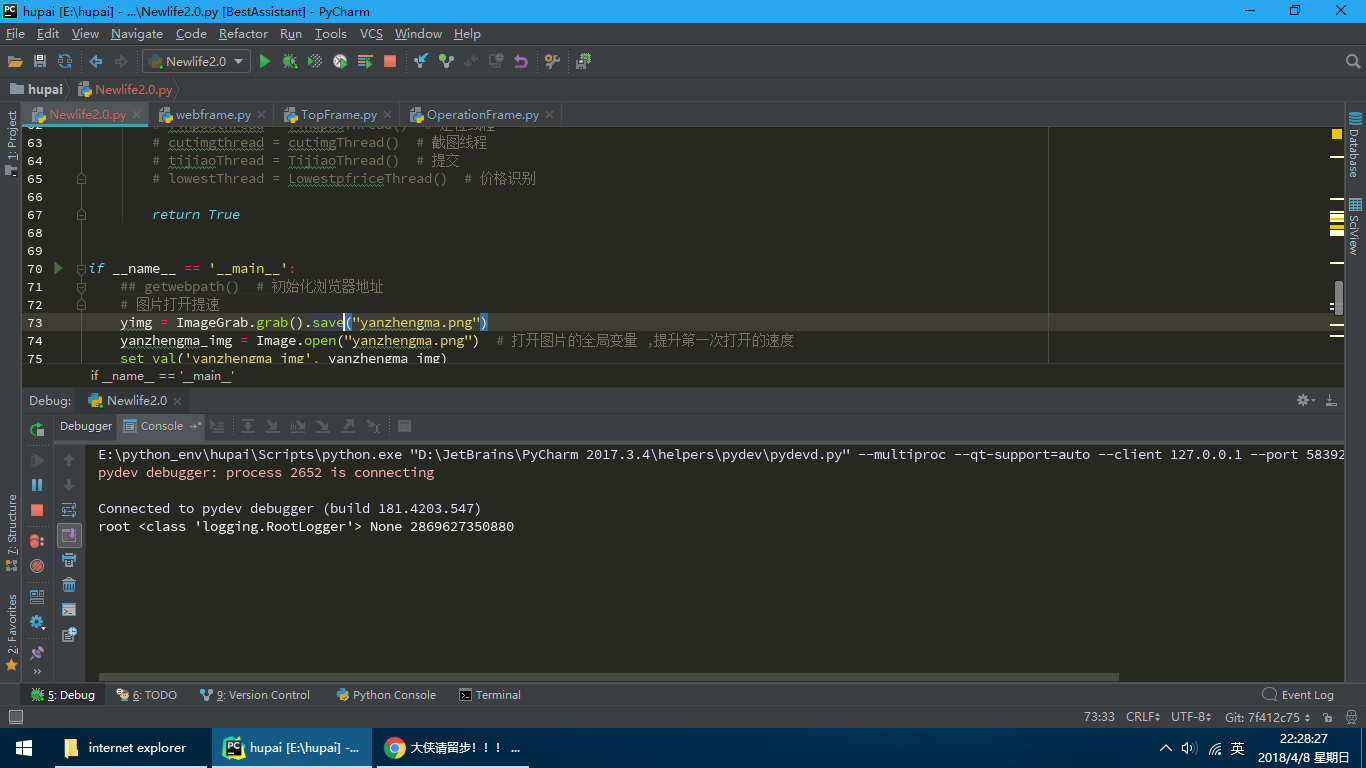 hupai [E:\hupai] - ...\Newlife2.0.py [BestAssistant] - PyCharm
File Edit View Navigate Code Refactor Run Tools VCS Window Help
Newlife2.0
hupai Newlife2.0.py
Newlife2.0.py webframe.py TopFrame.py OperationFrame.py
63 # cutimgthread = cutimgThread() # 截图线程
64 # tijiaoThread = TijiaoThread() # 提交
65 # lowestThread = LowestpfriceThread() # 价格识别
66
67 return True
68
69
70 if __name__ == '__main__':
71 ## getwebpath() # 初始化浏览器地址
72 # 图片打开提速
73 yimg = ImageGrab.grab().save("yanzhengma.png")
74 yanzhengma_img = Image.open("yanzhengma.png") # 打开图片的全局变量 ,提升第一次打开的速度
75 set_val('yanzhengma_img', yanzhengma_img)
if __name__ == '__main__'
1: Project
7: Structure
2: Favorites
Database
SciView
Debug: Newlife2.0
Debugger Console
E:\python_env\hupai\Scripts\python.exe "D:\JetBrains\PyCharm 2017.3.4\helpers\pydev\pydevd.py" --multiproc --qt-support=auto --client 127.0.0.1 --port 58392
pydev debugger: process 2652 is connecting
Connected to pydev debugger (build 181.4203.547)
root <class 'logging.RootLogger'> None 2869627350880
5: Debug 6: TODO 9: Version Control Python Console Terminal Event Log
73:33 CRLF UTF-8 Git: 7f412c75
internet explorer hupai [E:\hupai] -... 大侠请留步！！！ ... 英 22:28:27
2018/4/8 星期日